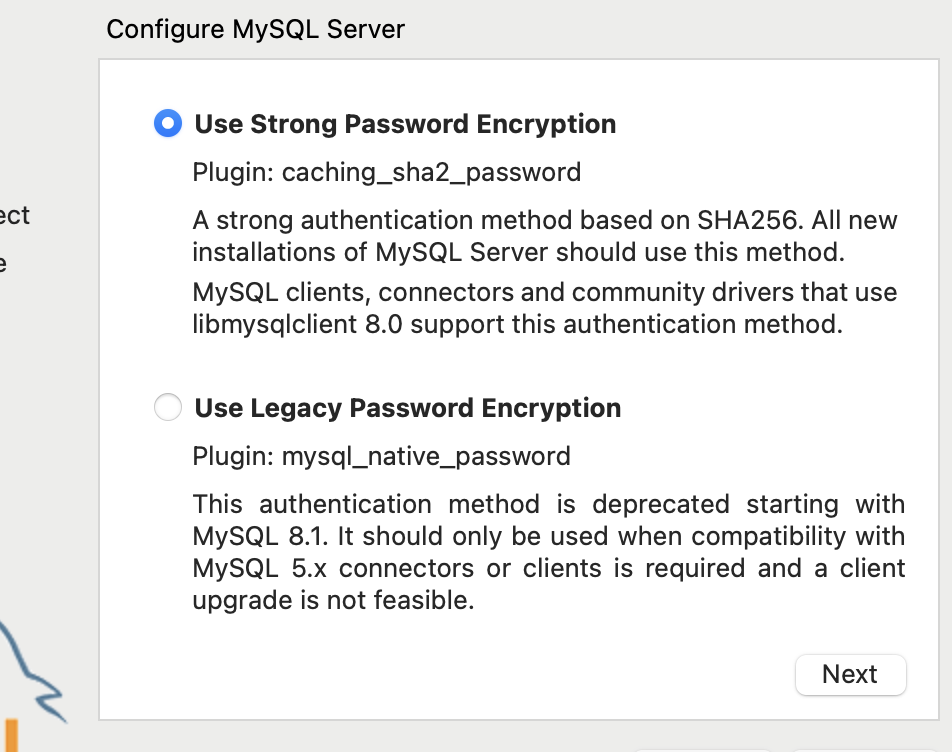 Configure MySQL Server
Use Strong Password Encryption
Plugin: caching_sha2_password
ect
A strong authentication method based on SHA256. All new
installations of MySQL Server should use this method.
e
MySQL clients, connectors and community drivers that use
libmysqlclient 8.0 support this authentication method.
Use Legacy Password Encryption
Plugin: mysql_native_password
This authentication method is deprecated starting with
MySQL 8.1. It should only be used when compatibility with
MySQL 5.x connectors or clients is required and a client
upgrade is not feasible.
Next